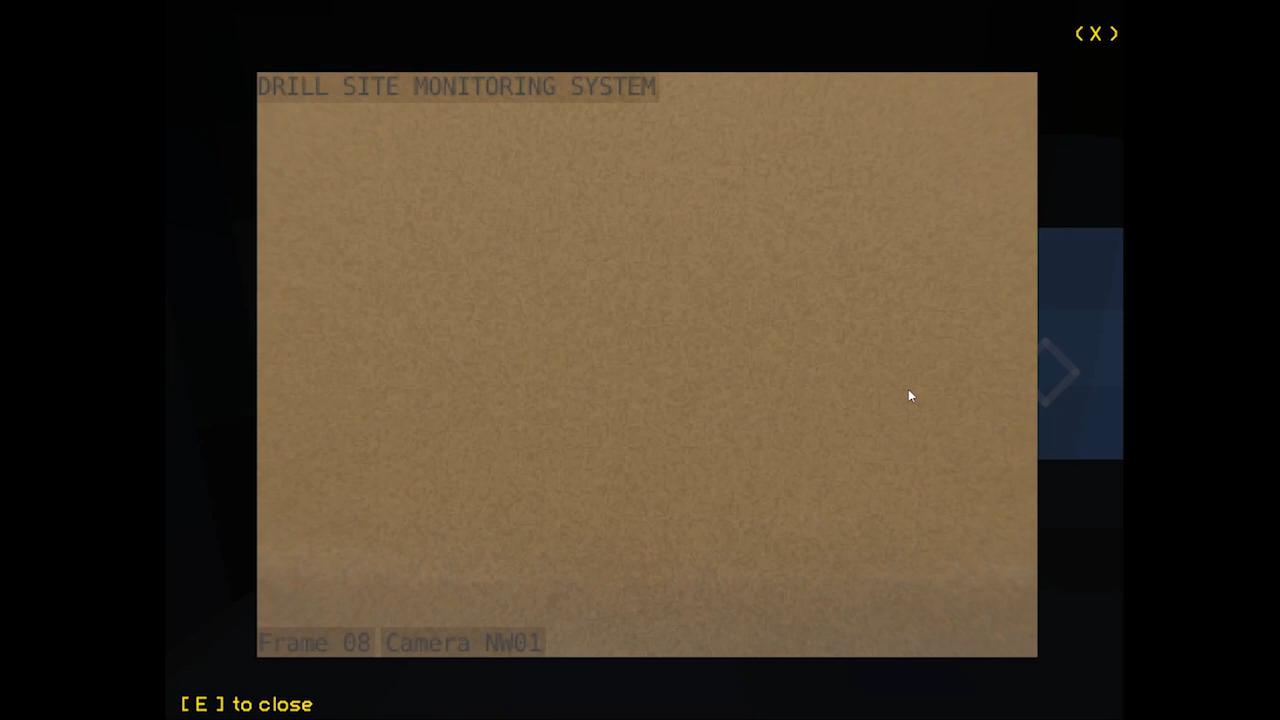 (X)
DRILL SITE MONITORING SYSTEM
Frame 08 Camera NW01
[E] to close